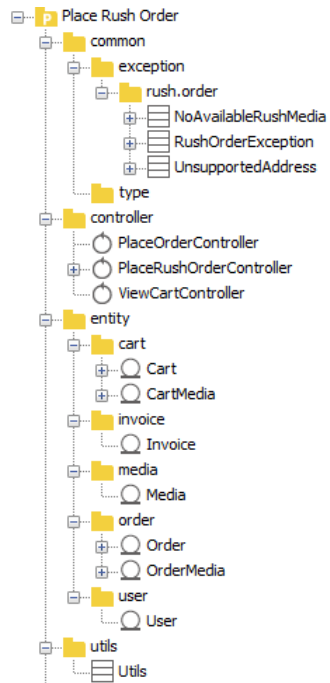 P Place Rush Order
common
exception
rush.order
NoAvailableRushMedia
RushOrderException
UnsupportedAddress
type
controller
PlaceOrderController
PlaceRushOrderController
ViewCartController
entity
cart
Cart
CartMedia
invoice
Invoice
media
Media
order
Order
OrderMedia
user
User
utils
Utils